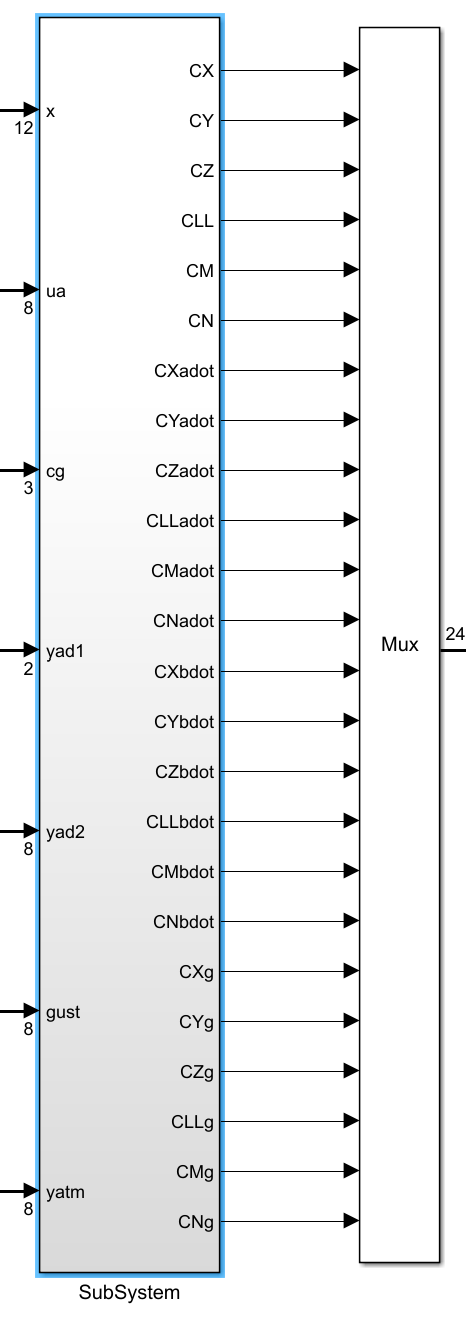 CX
x
12
CY
CZ
CLL
CM
ua
8
CN
CXadot
CYadot
CZadot
cg
3
CLLadot
CMadot
CNadot
24
Mux
yad1
2
CXbdot
CYbdot
CZbdot
CLLbdot
yad2
8
CMbdot
CNbdot
CXg
gust
8
CYg
CZg
CLLg
CMg
yatm
8
CNg
SubSystem